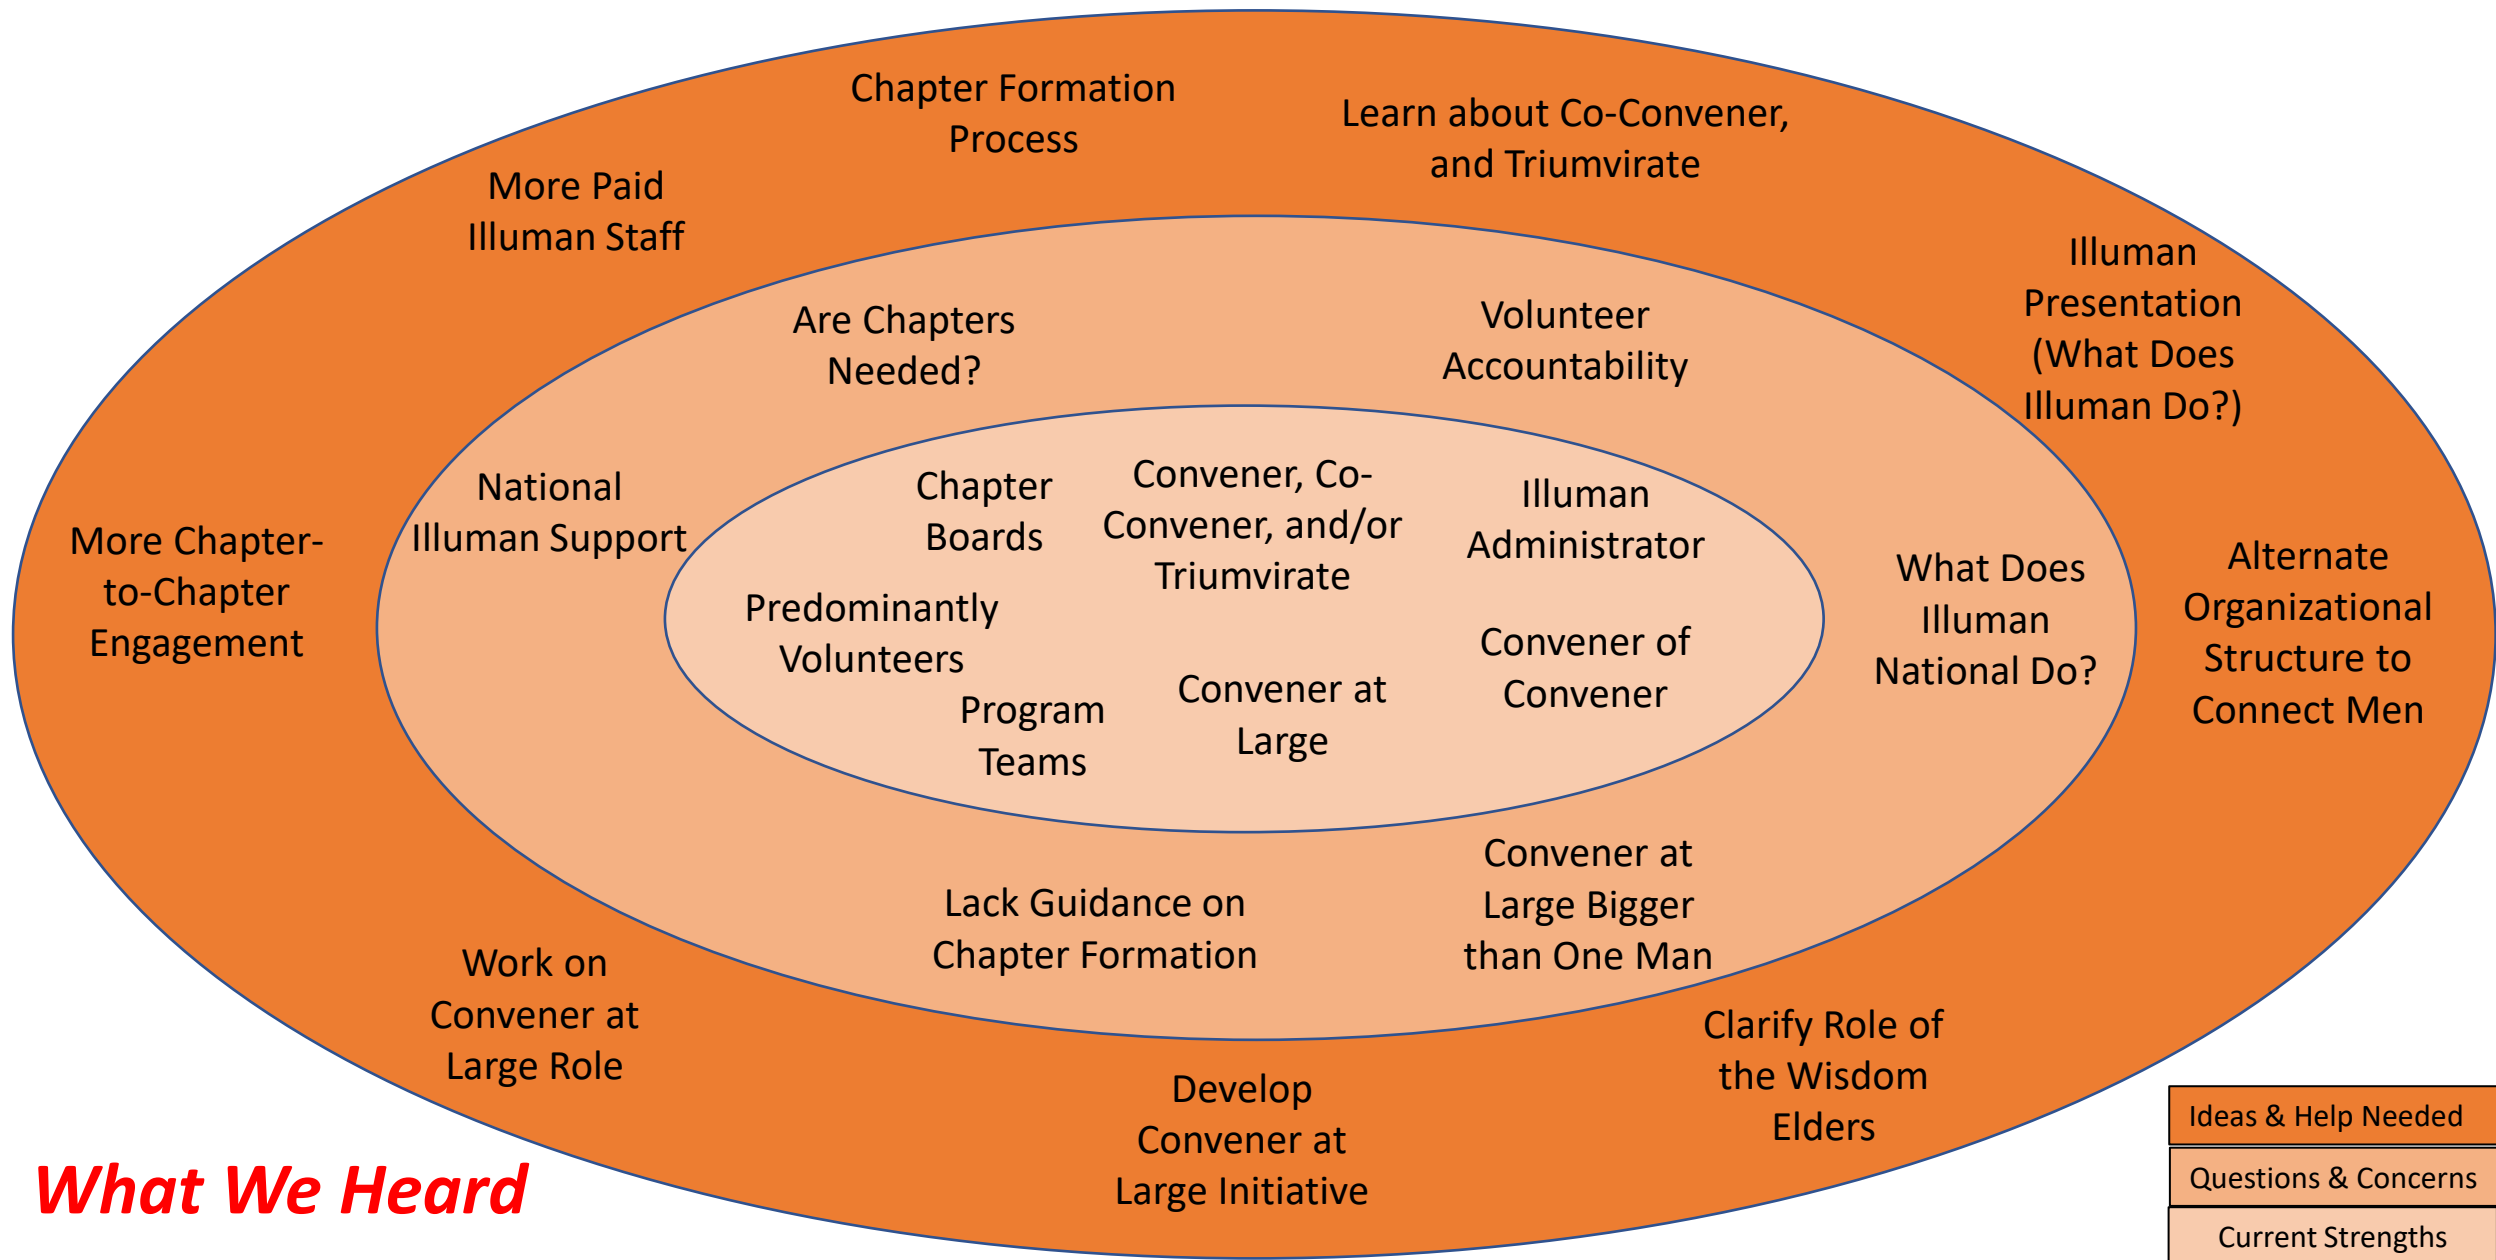 Chapter Formation
Process
Learn about Co-Convener,
and Triumvirate
More Paid
Illuman Staff
Illuman
Presentation
(What Does
Illuman Do?)
Are Chapters
Needed?
Volunteer
Accountability
National
Illuman Support
Chapter
Boards
Convener, Co-
Convener, and/or
Triumvirate
Illuman
Administrator
More Chapter-
to-Chapter
Engagement
Predominantly
Volunteers
Program
Teams
Convener at
Large
Convener of
Convener
What Does
Illuman
National Do?
Alternate
Organizational
Structure to
Connect Men
Lack Guidance on
Chapter Formation
Convener at
Large Bigger
than One Man
Work on
Convener at
Large Role
Develop
Convener at
Large Initiative
Clarify Role of
the Wisdom
Elders
What We Heard
Ideas & Help Needed
Questions & Concerns
Current Strengths